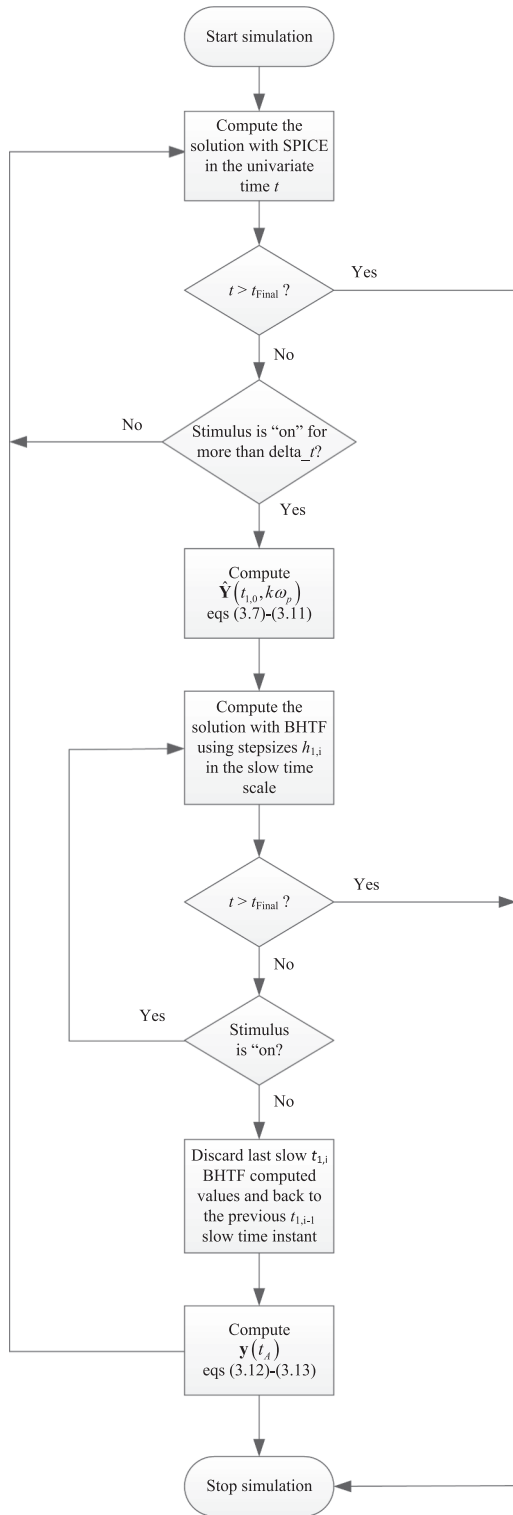 Start simulation
Compute the
solution with SPICE
in the univariate
time t
t > tFinal ?
Yes
No
Stimulus is “on” for
more than delta_t?
No
Yes
Compute
Ŷ(t1,0, kωp)
eqs (3.7)-(3.11)
Compute the
solution with BHTF
using stepsizes h1,i
in the slow time
scale
t > tFinal ?
Yes
No
Stimulus
is “on?
Yes
No
Discard last slow t1,i
BHTF computed
values and back to
the previous t1,i-1
slow time instant
Compute
y(tA)
eqs (3.12)-(3.13)
Stop simulation